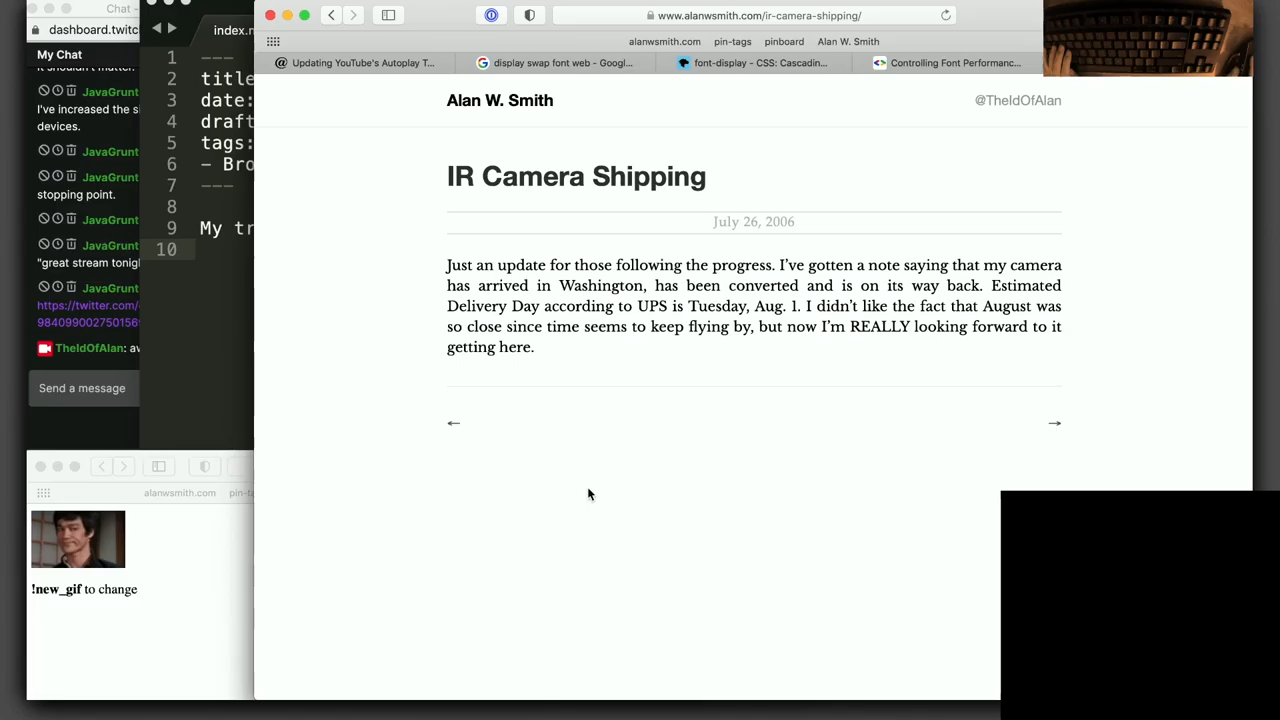 Chat -
dashboard.twitc
My Chat
it shouldn't matter.
JavaGrunt
I've increased the si
devices.
JavaGrunt
JavaGrunt
stopping point.
JavaGrunt
JavaGrunt
"great stream tonig
JavaGrunt
https://twitter.com/
984099002750156
TheIdOfAlan: aw
Send a message
index.m
1 ---
2 title
3 date:
4 draft
5 tags:
6 - Bro
7 ---
8
9 My tr
10
www.alanwsmith.com/ir-camera-shipping/
alanwsmith.com pin-tags pinboard Alan W. Smith
Updating YouTube's Autoplay T... display swap font web - Googl... font-display - CSS: Cascadin... Controlling Font Performanc...
Alan W. Smith @TheIdOfAlan
IR Camera Shipping
July 26, 2006
Just an update for those following the progress. I've gotten a note saying that my camera
has arrived in Washington, has been converted and is on its way back. Estimated
Delivery Day according to UPS is Tuesday, Aug. 1. I didn't like the fact that August was
so close since time seems to keep flying by, but now I'm REALLY looking forward to it
getting here.
← →
alanwsmith.com pin-ta
!new_gif to change